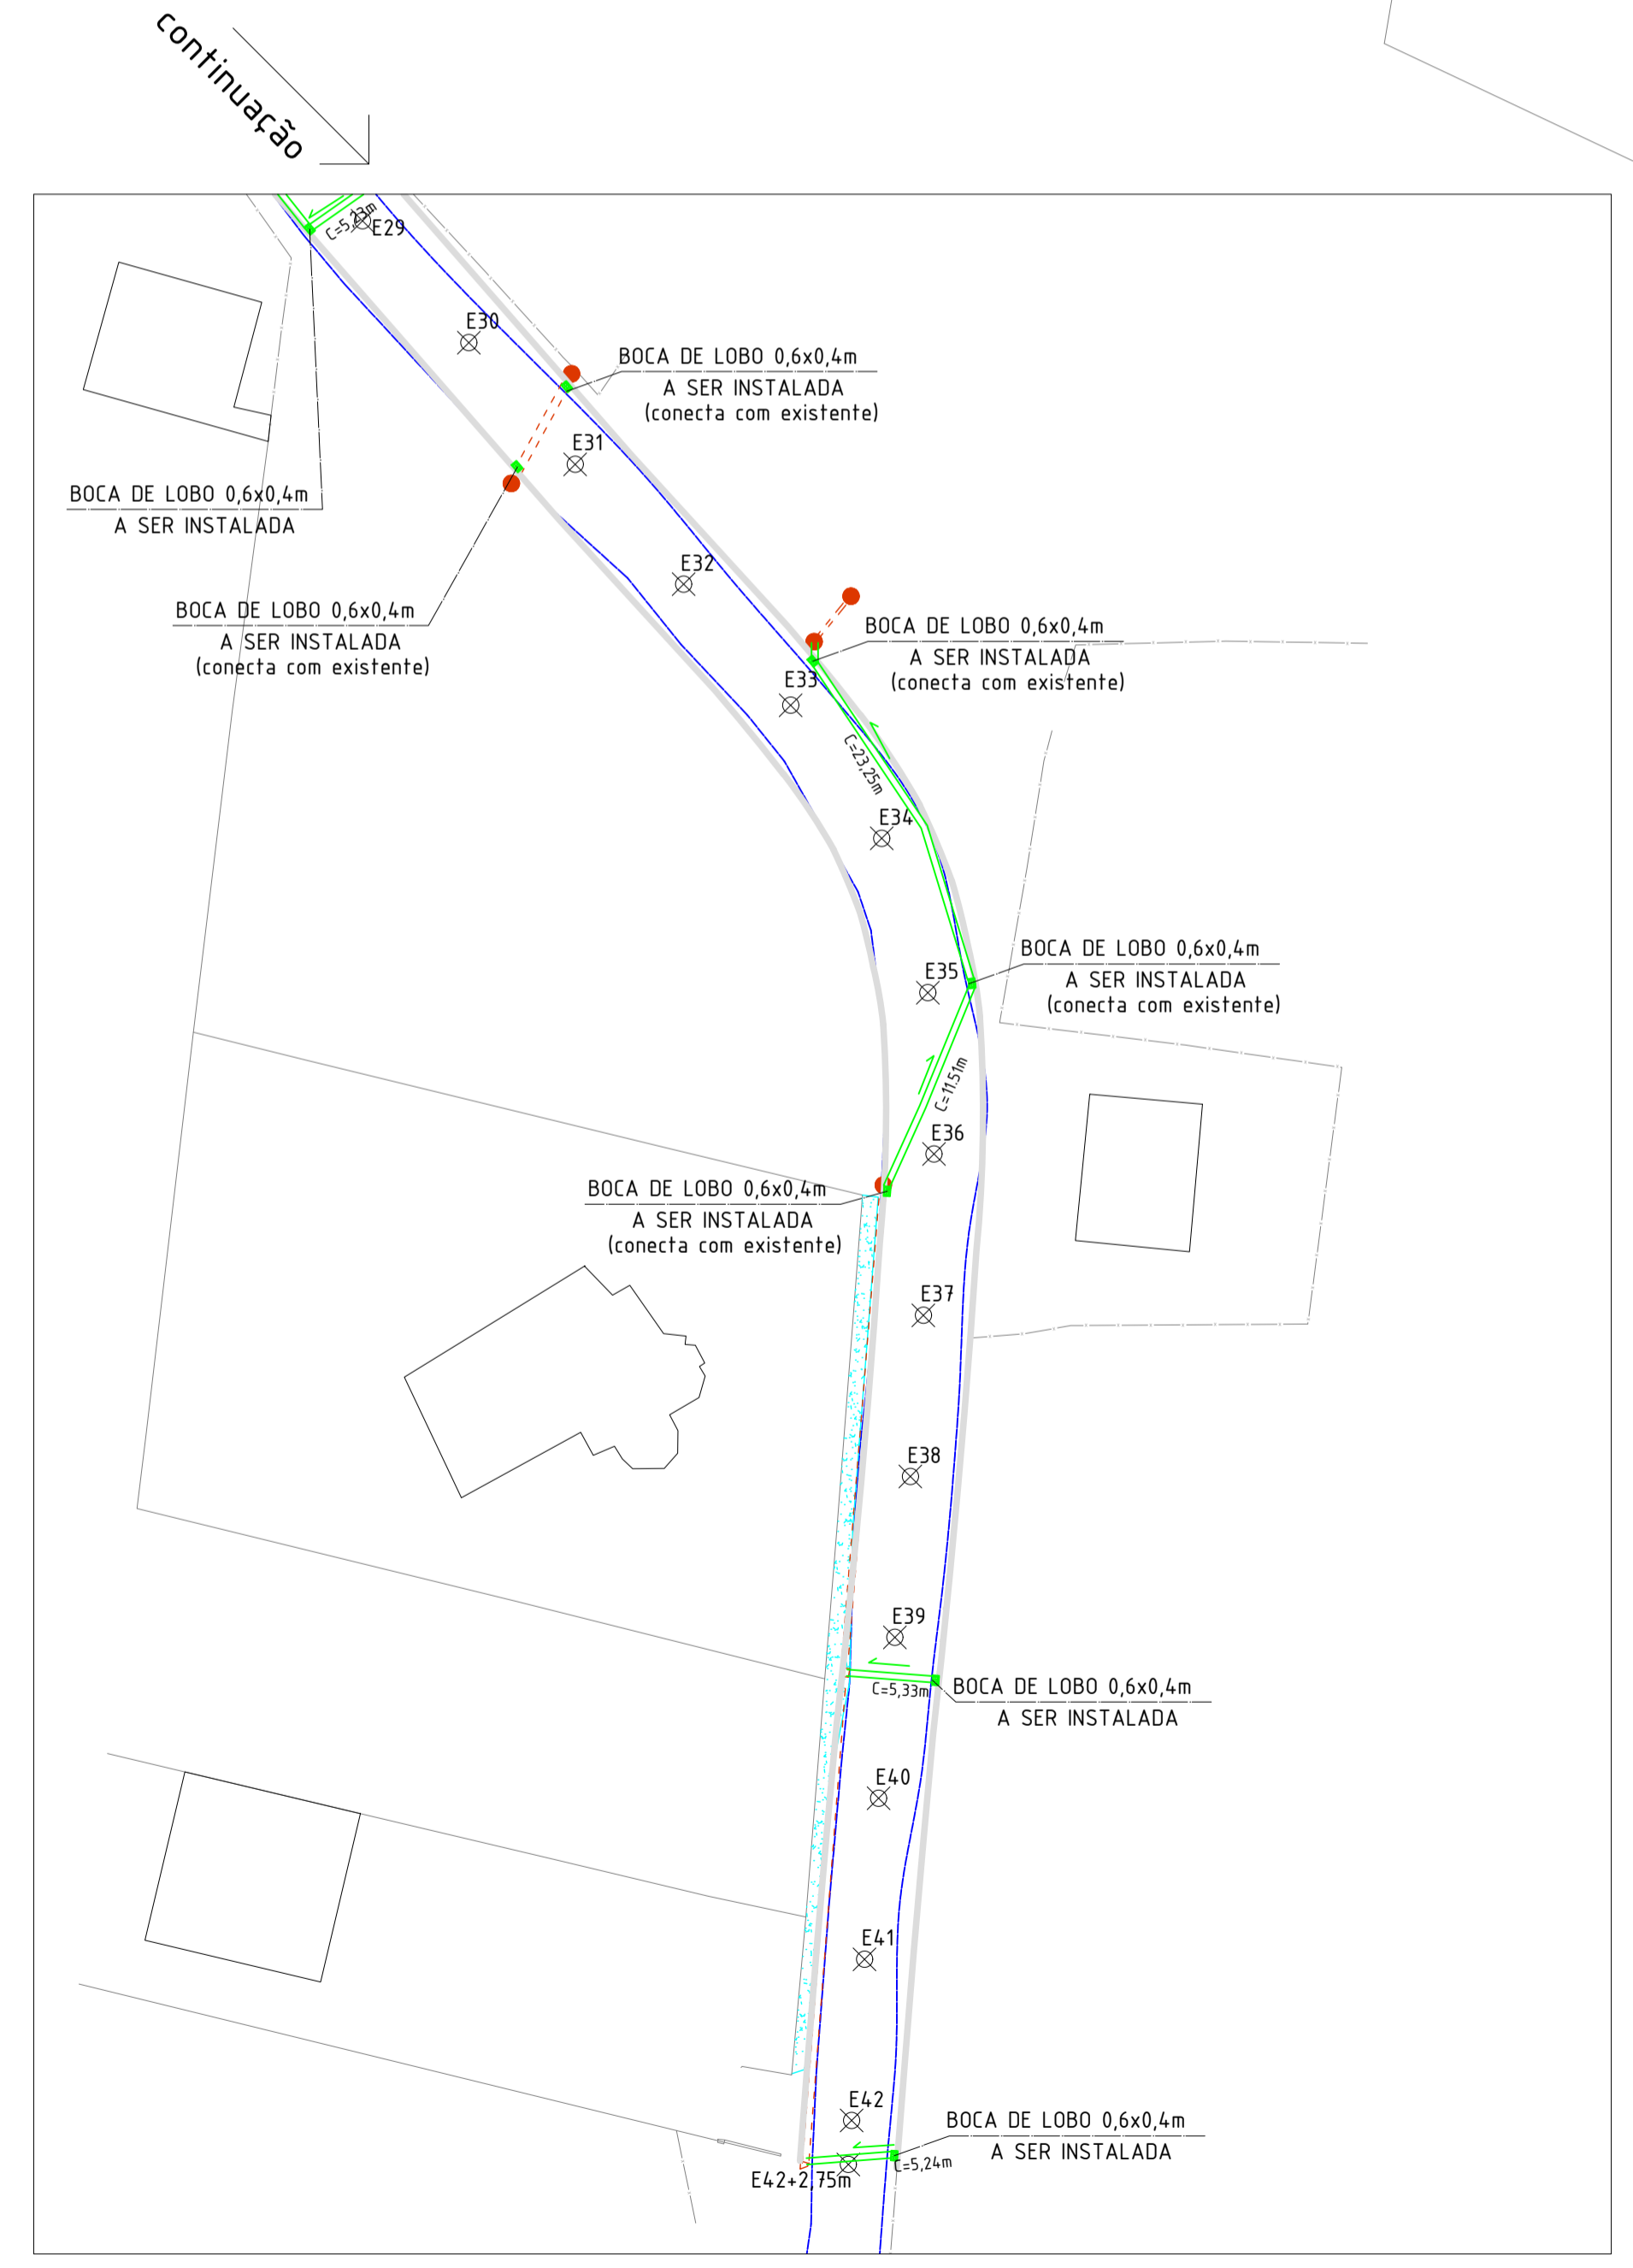 continuação
C=5,23m
E29
E30
BOCA DE LOBO 0,6x0,4m
A SER INSTALADA
(conecta com existente)
E31
BOCA DE LOBO 0,6x0,4m
A SER INSTALADA
E32
BOCA DE LOBO 0,6x0,4m
A SER INSTALADA
(conecta com existente)
BOCA DE LOBO 0,6x0,4m
A SER INSTALADA
(conecta com existente)
E33
C=23,25m
E34
BOCA DE LOBO 0,6x0,4m
A SER INSTALADA
(conecta com existente)
E35
C=11.51m
E36
BOCA DE LOBO 0,6x0,4m
A SER INSTALADA
(conecta com existente)
E37
E38
E39
BOCA DE LOBO 0,6x0,4m
A SER INSTALADA
C=5,33m
E40
E41
E42
BOCA DE LOBO 0,6x0,4m
A SER INSTALADA
C=5,24m
E42+2,75m